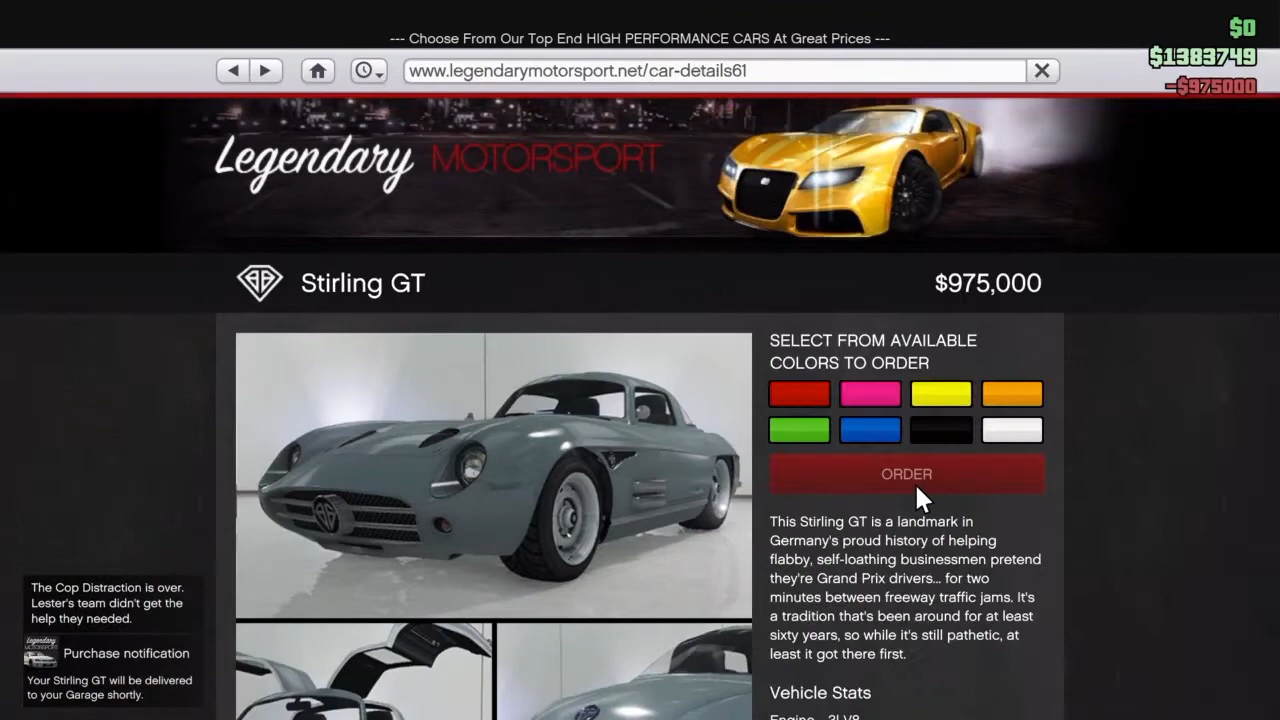 --- Choose From Our Top End HIGH PERFORMANCE CARS At Great Prices ---
$0
$1383749
-$975000
www.legendarymotorsport.net/car-details61
Legendary MOTORSPORT
Stirling GT
$975,000
SELECT FROM AVAILABLE
COLORS TO ORDER
ORDER
This Stirling GT is a landmark in
Germany's proud history of helping
flabby, self-loathing businessmen pretend
they're Grand Prix drivers... for two
minutes between freeway traffic jams. It's
a tradition that's been around for at least
sixty years, so while it's still pathetic, at
least it got there first.
Vehicle Stats
Engine - 3l V8
The Cop Distraction is over.
Lester's team didn't get the
help they needed.
Legendary
MOTORSPORT
Purchase notification
Your Stirling GT will be delivered
to your Garage shortly.